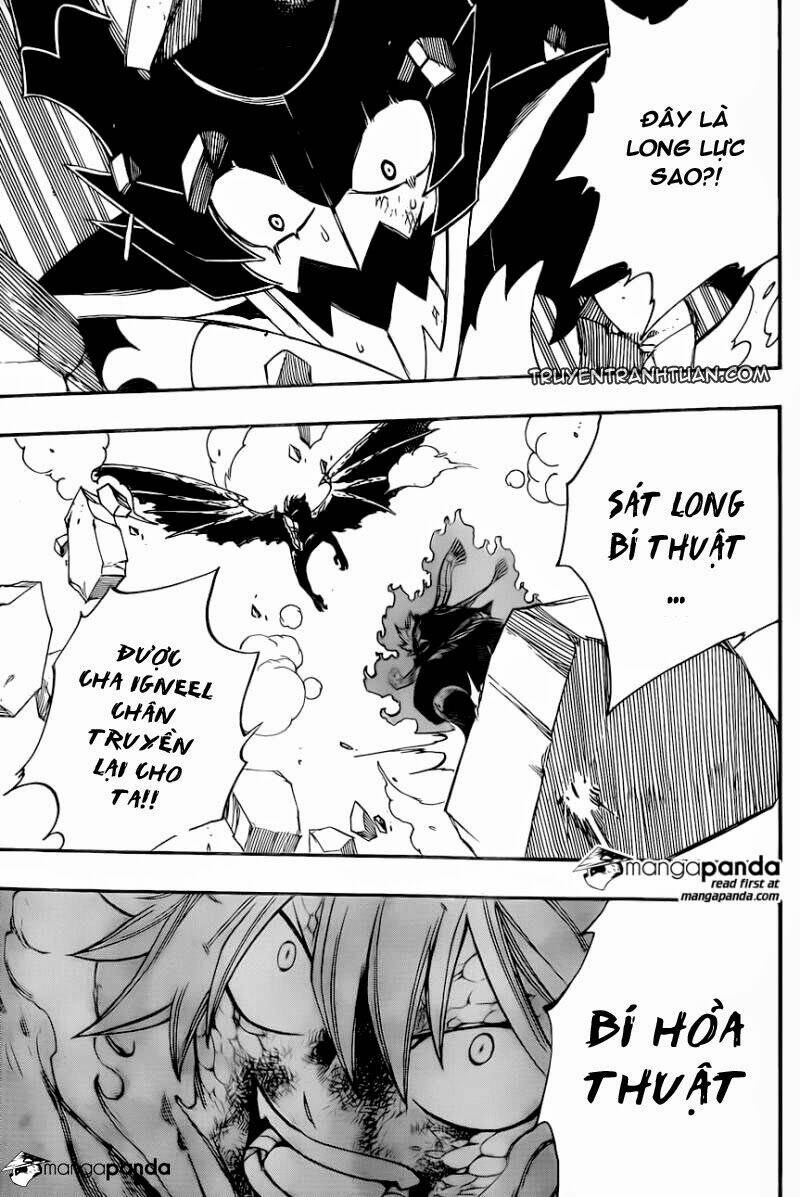 ĐÂY LÀ
LONG LỰC
SAO?!
TRUYENTRANHTUAN.COM
SÁT LONG
BÍ THUẬT
...
ĐƯỢC
CHA IGNEEL
CHÂN
TRUYỀN
LẠI CHO
TA!!
mangapanda
read first at
mangapanda.com
BÍ HỎA
THUẬT
mangapanda